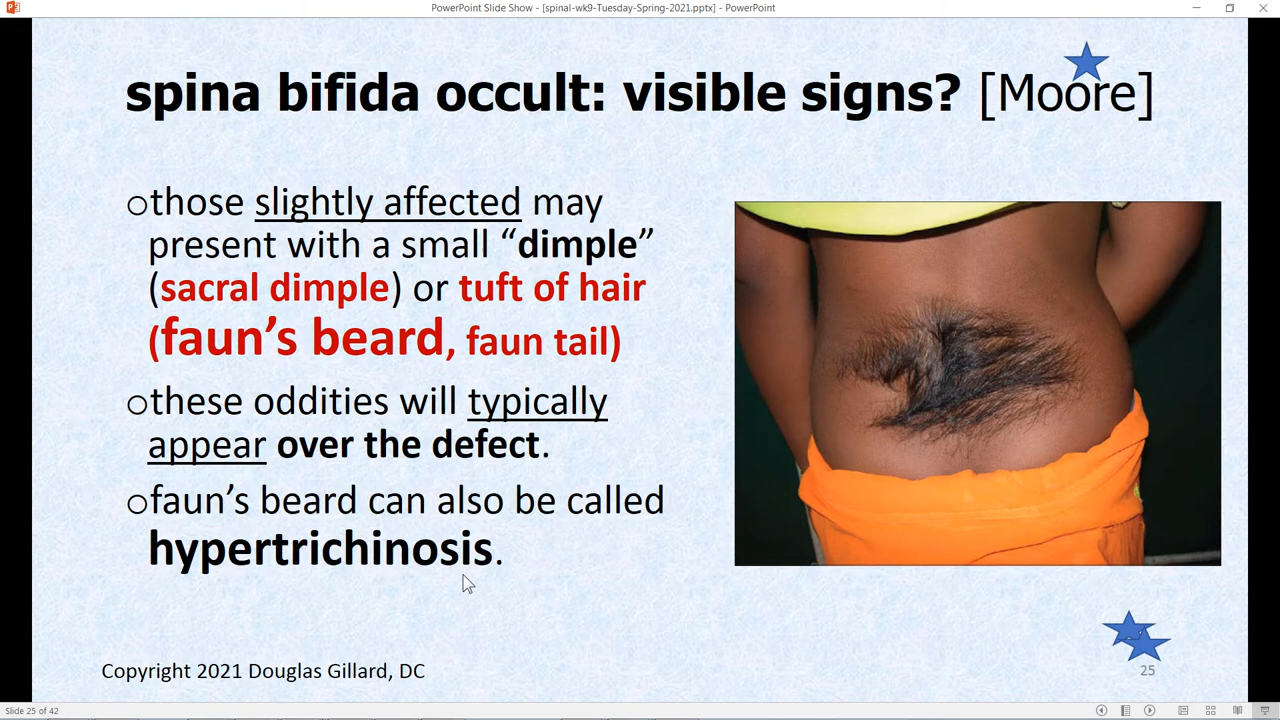 PowerPoint Slide Show - [spinal-wk9-Tuesday-Spring-2021.pptx] - PowerPoint
spina bifida occult: visible signs? [Moore]
those slightly affected may
present with a small “dimple”
(sacral dimple) or tuft of hair
(faun’s beard, faun tail)
these oddities will typically
appear over the defect.
faun’s beard can also be called
hypertrichinosis.
Copyright 2021 Douglas Gillard, DC
25
Slide 25 of 42